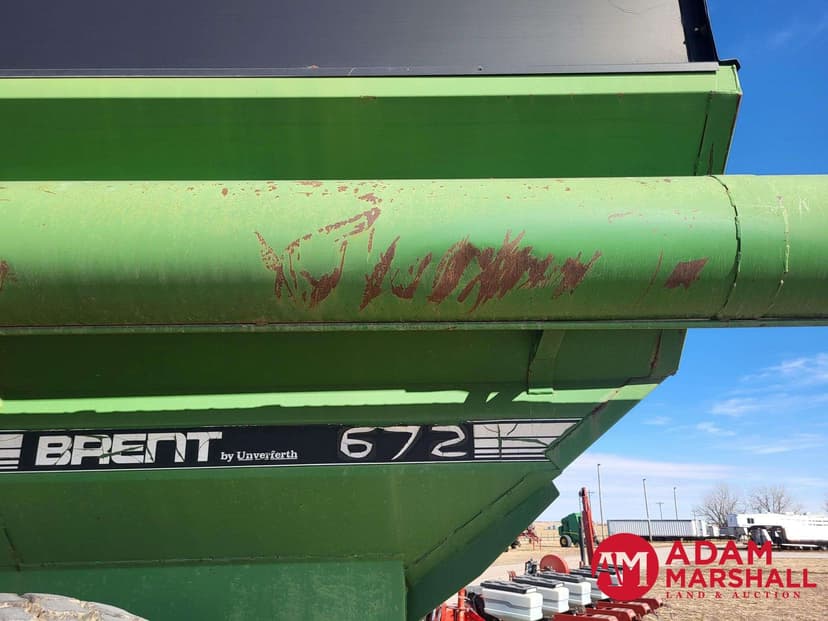 BRENT by Unverferth 672
AM ADAM
MARSHALL
LAND & AUCTION